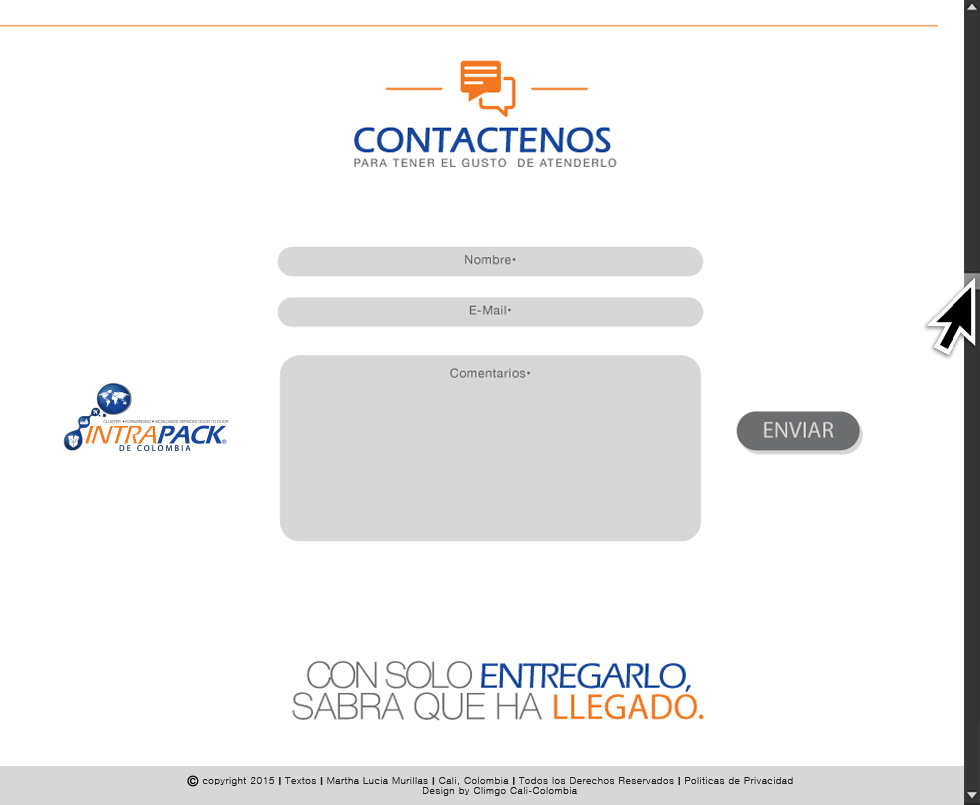 CONTACTENOS
PARA TENER EL GUSTO DE ATENDERLO
Nombre•
E-Mail•
Comentarios•
CLUSTER • FORWARDING • WORLDWIDE SERVICES DOOR TO DOOR
INTRAPACK®
DE COLOMBIA
ENVIAR
CON SOLO ENTREGARLO,
SABRA QUE HA LLEGADO.
© copyright 2015 | Textos | Martha Lucia Murillas | Cali, Colombia | Todos los Derechos Reservados | Politicas de Privacidad
Design by Climgo Cali-Colombia